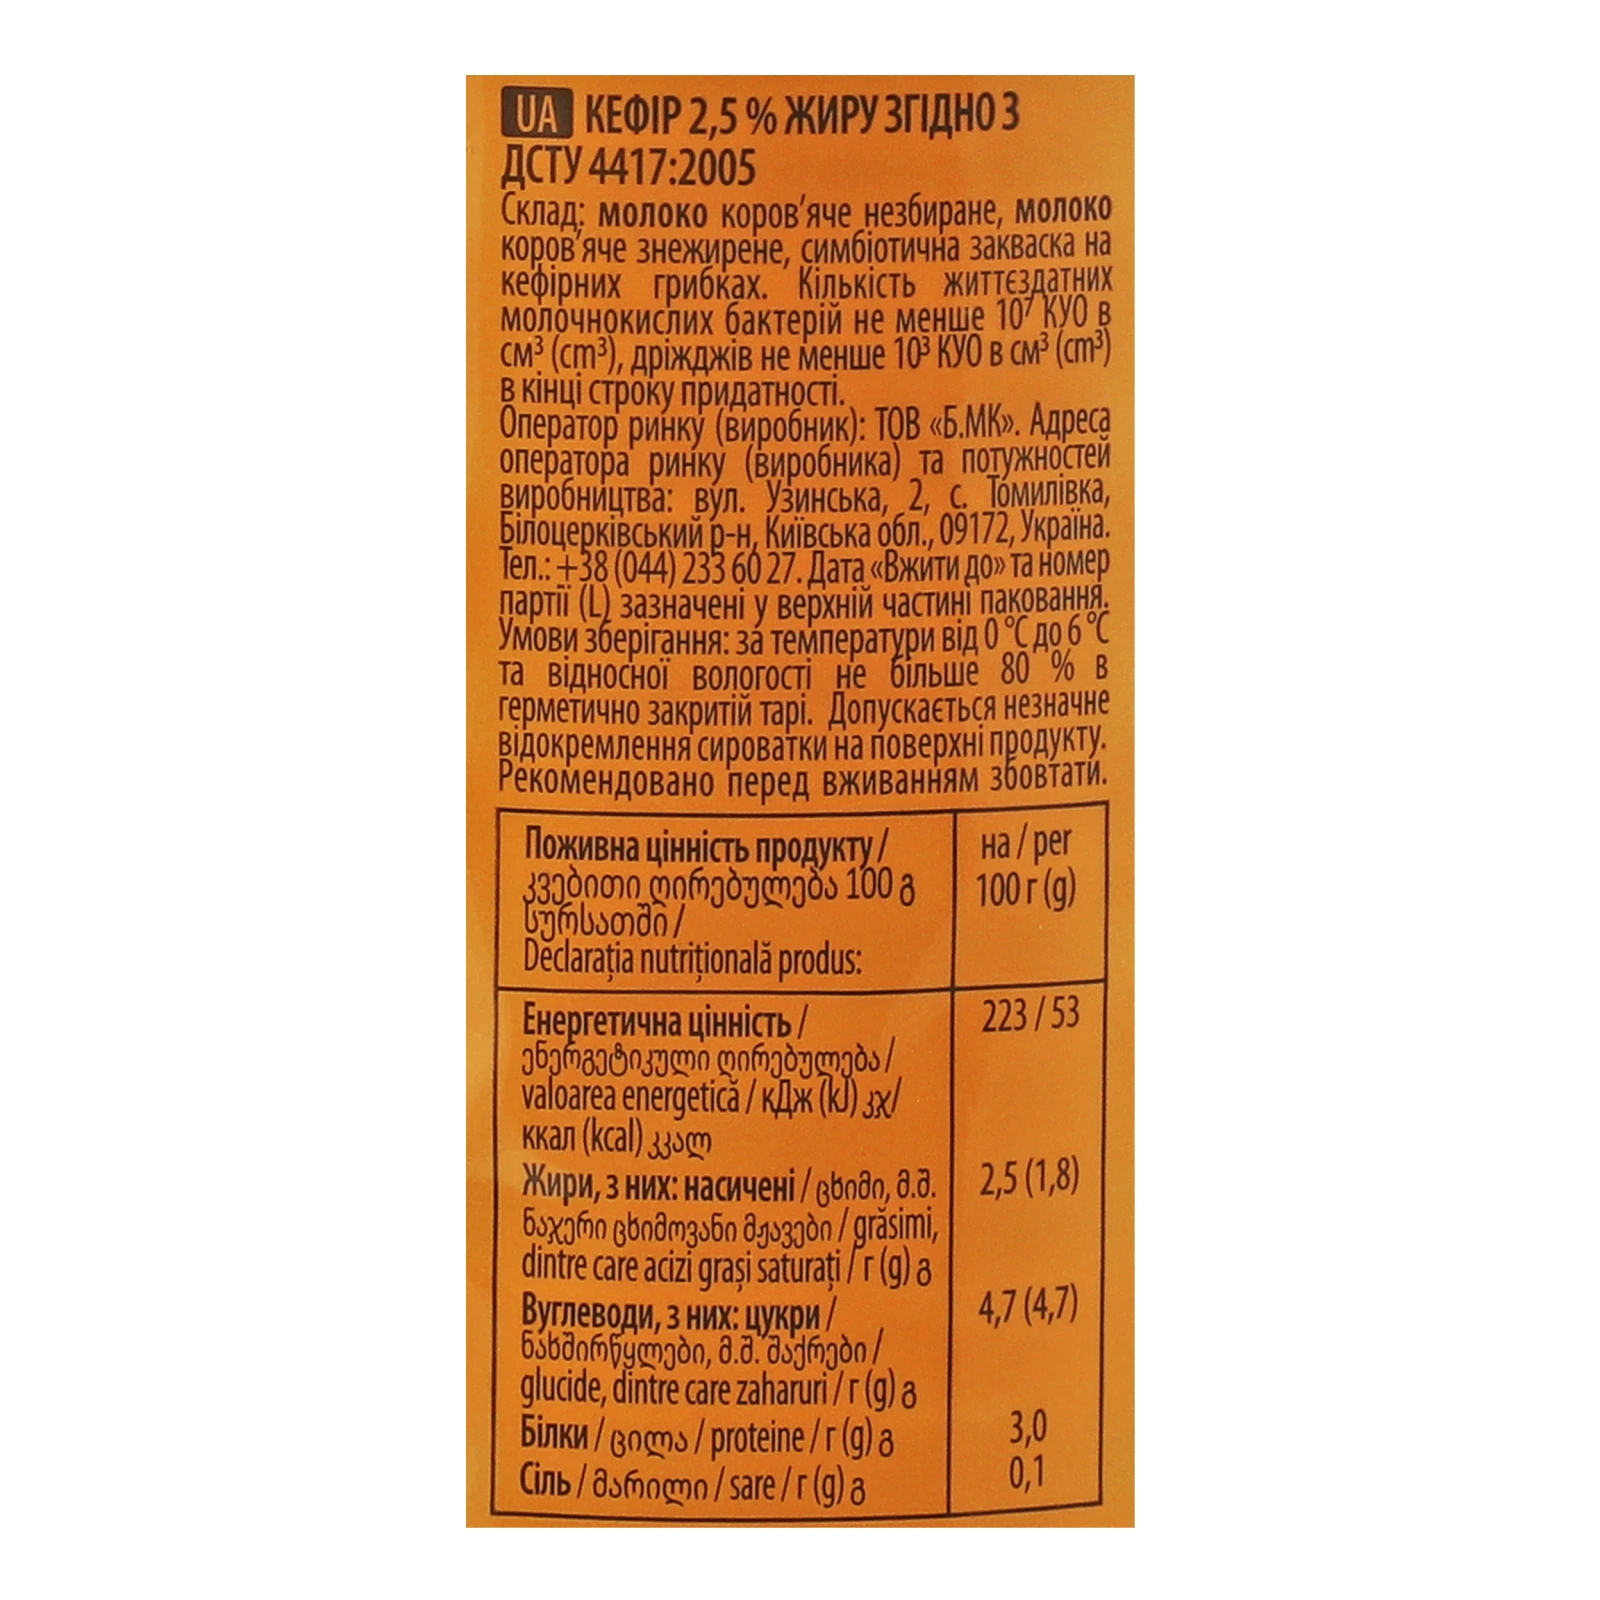 UA КЕФІР 2,5 % ЖИРУ ЗГІДНО З
ДСТУ 4417:2005
Склад: молоко коров’яче незбиране, молоко
коров’яче знежирене, симбіотична закваска на
кефірних грибках. Кількість життєздатних
молочнокислих бактерій не менше 10⁷ КУО в
см³ (cm³), дріжджів не менше 10³ КУО в см³ (cm³)
в кінці строку придатності.
Оператор ринку (виробник): ТОВ «Б.МК». Адреса
оператора ринку (виробника) та потужностей
виробництва: вул. Узинська, 2, с. Томилівка,
Білоцерківський р-н, Київська обл., 09172, Україна.
Тел.: +38 (044) 233 60 27. Дата «Вжити до» та номер
партії (L) зазначені у верхній частині паковання.
Умови зберігання: за температури від 0 °С до 6 °С
та відносної вологості не більше 80 % в
герметично закритій тарі. Допускається незначне
відокремлення сироватки на поверхні продукту.
Рекомендовано перед вживанням збовтати.
Поживна цінність продукту / на / per
კვებითი ღირებულება 100 გ 100 г (g)
სურსათში /
Declarația nutrițională produs:
Енергетична цінність / 223 / 53
ენერგეტიკული ღირებულება /
valoarea energetică / кДж (kJ) კჯ/
ккал (kcal) კკალ
Жири, з них: насичені / ცხიმი, მ.შ. 2,5 (1,8)
ნაჯერი ცხიმოვანი მჟავები / grăsimi,
dintre care acizi grași saturați / г (g) გ
Вуглеводи, з них: цукри / 4,7 (4,7)
ნახშირწყლები, მ.შ. შაქრები /
glucide, dintre care zaharuri / г (g) გ
Білки / ცილა / proteine / г (g) გ 3,0
Сіль / მარილი / sare / г (g) გ 0,1